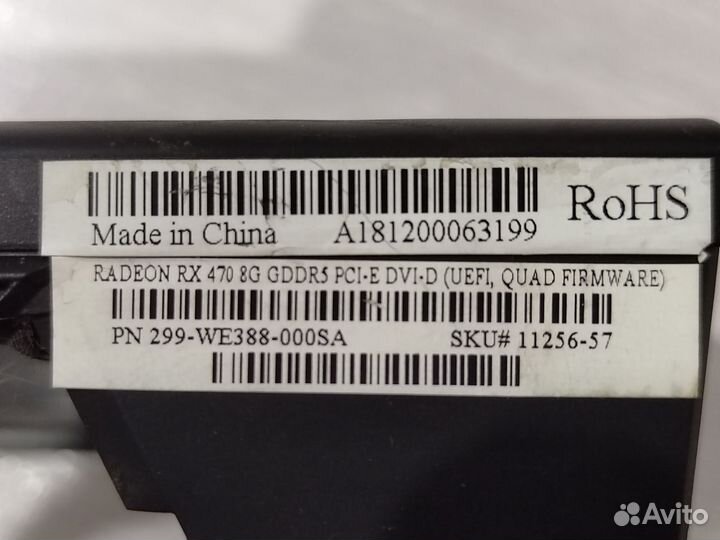 RoHS
Made in China A181200063199
RADEON RX 470 8G GDDR5 PCI-E DVI-D (UEFI, QUAD FIRMWARE)
PN 299-WE388-000SA SKU# 11256-57
Avito